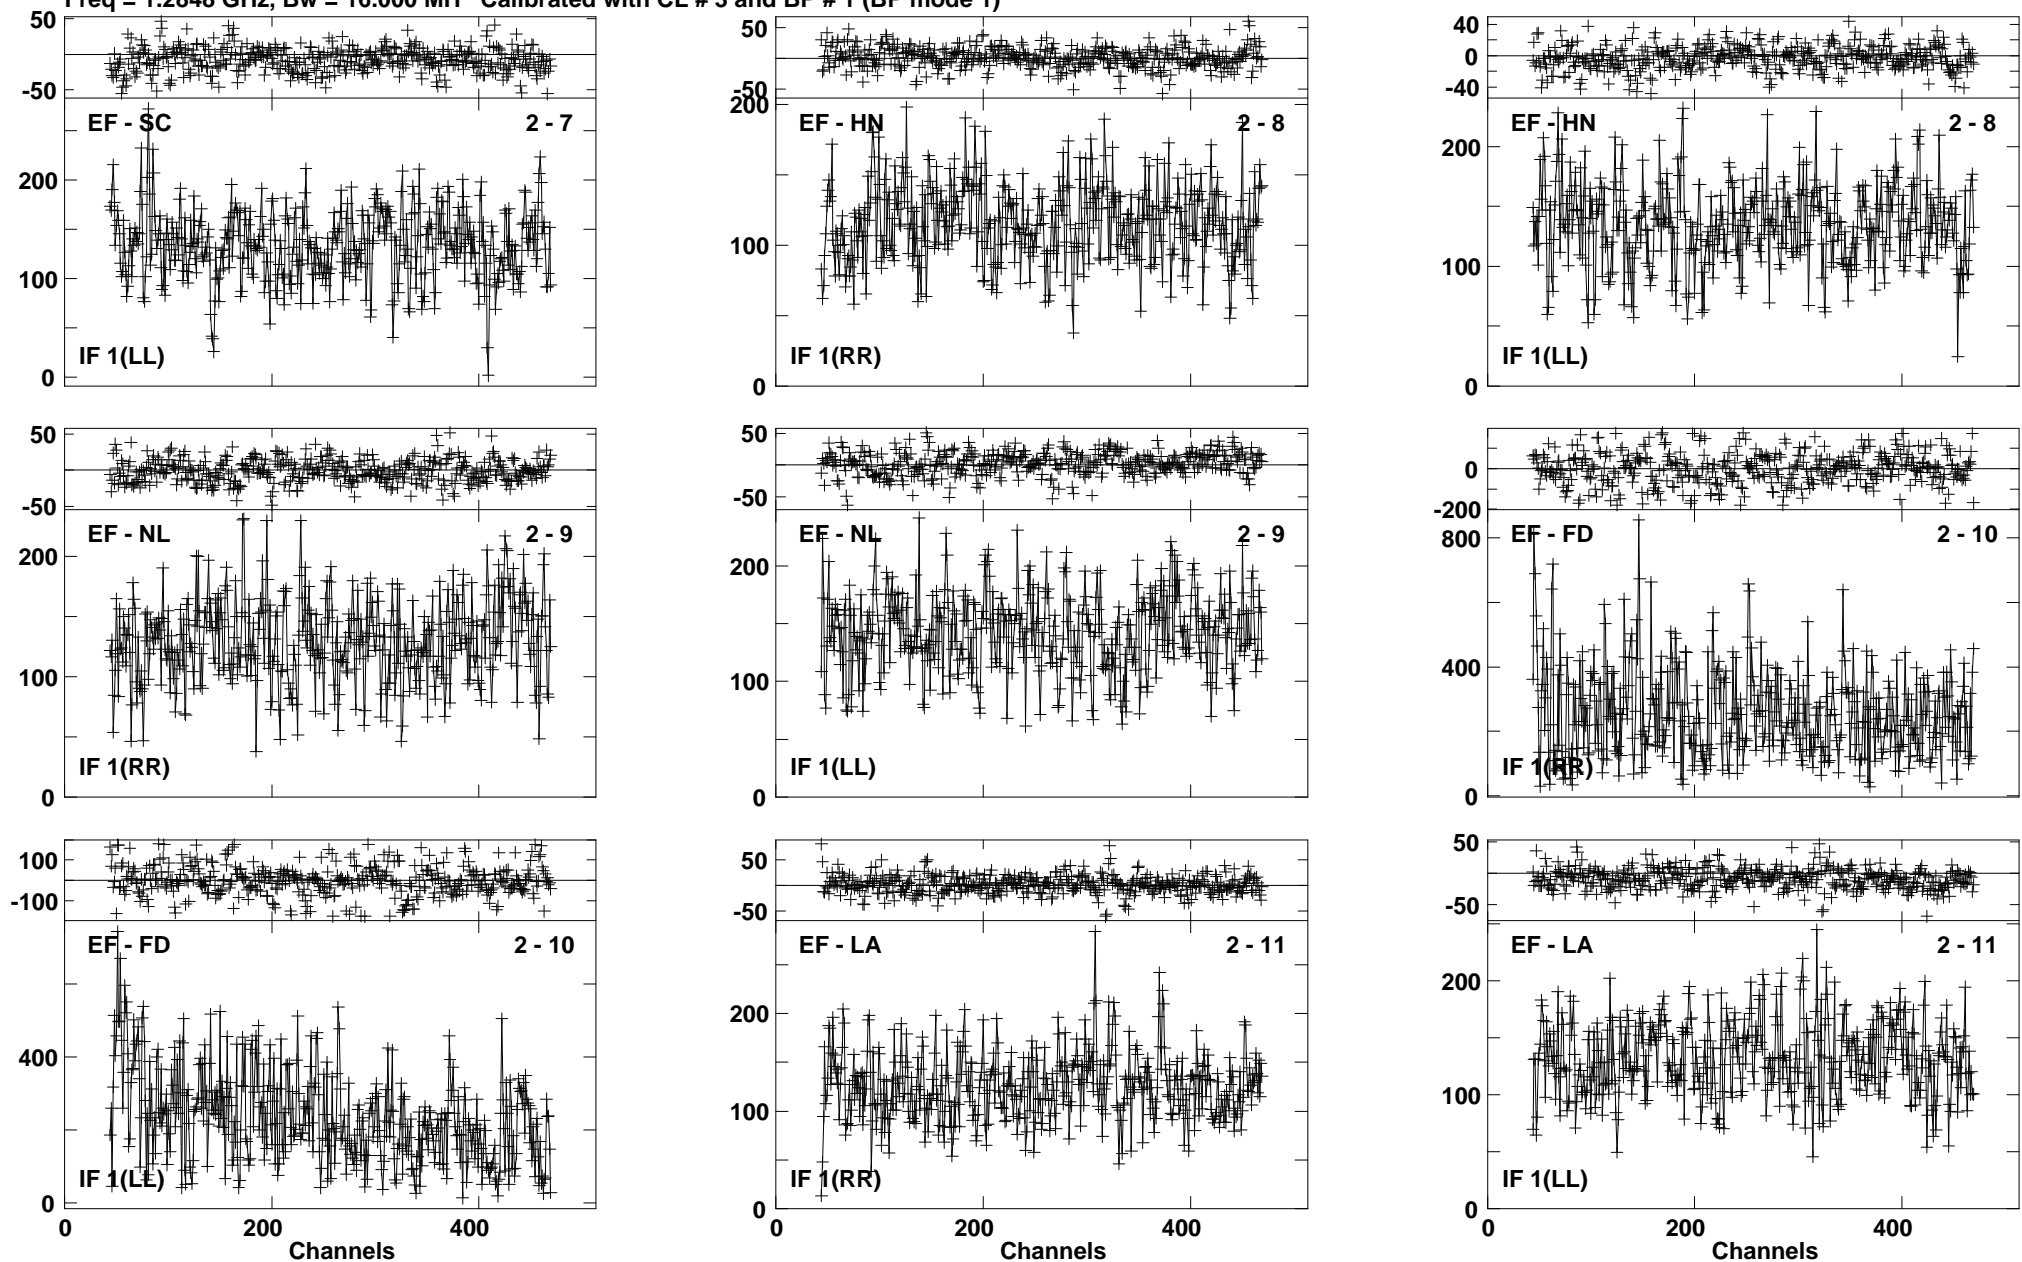 Freq = 1.2848 GHz, Bw = 16.000 MH Calibrated with CL # 3 and BP # 1 (BP mode 1)
50
-50
EF - SC 2 - 7
200
100
0
IF 1(LL)
50
-50
200
EF - HN 2 - 8
100
0
IF 1(RR)
40
0
-40
EF - HN 2 - 8
200
100
0
IF 1(LL)
50
-50
EF - NL 2 - 9
200
100
0
IF 1(RR)
50
-50
EF - NL 2 - 9
200
100
0
IF 1(LL)
0
-200
EF - FD 2 - 10
800
400
0
IF 1(RR)
100
-100
EF - FD 2 - 10
400
0
IF 1(LL)
0 200 400
Channels
50
-50
EF - LA 2 - 11
200
100
0
IF 1(RR)
0 200 400
Channels
50
-50
EF - LA 2 - 11
200
100
0
IF 1(LL)
0 200 400
Channels